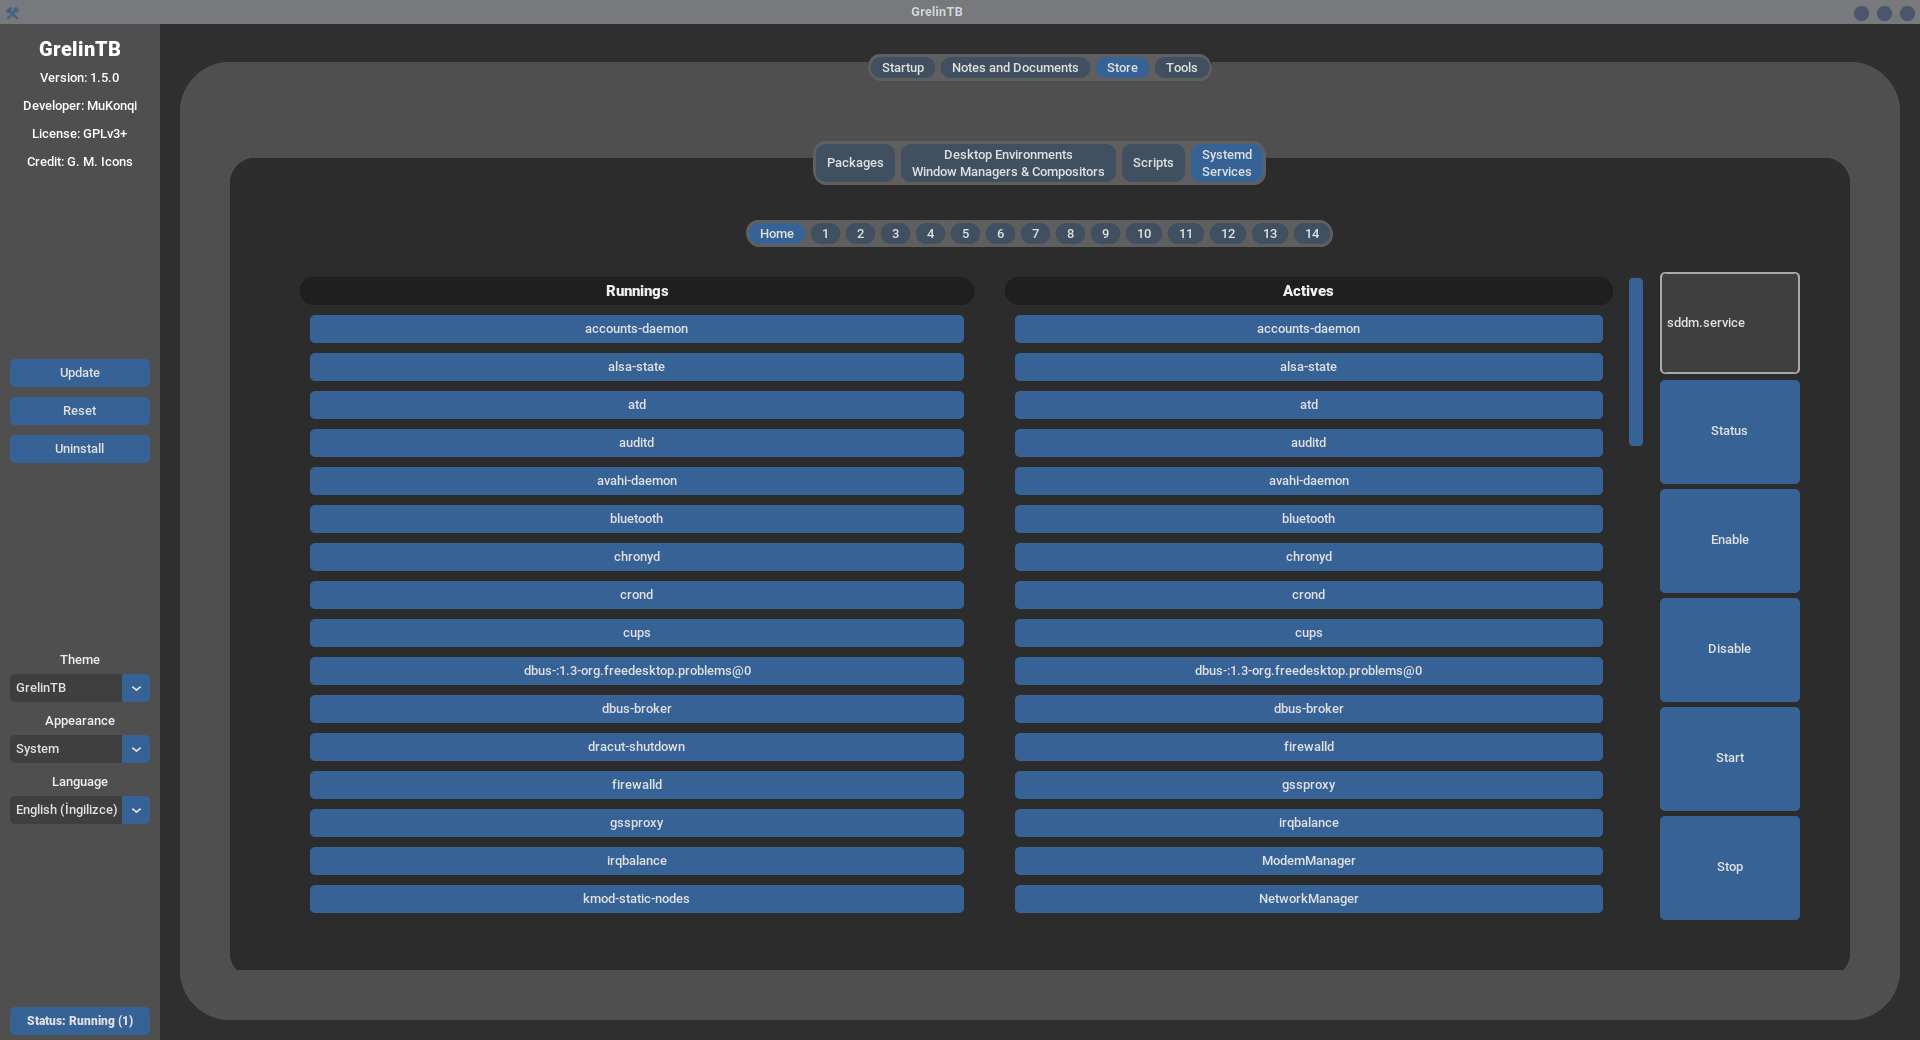 GrelinTB
GrelinTB
Version: 1.5.0
Developer: MuKonqi
License: GPLv3+
Credit: G. M. Icons
Update
Reset
Uninstall
Theme
GrelinTB
Appearance
System
Language
English (İngilizce)
Status: Running (1)
Startup Notes and Documents Store Tools
Packages
Desktop Environments
Window Managers & Compositors
Scripts
Systemd
Services
Home 1 2 3 4 5 6 7 8 9 10 11 12 13 14
Runnings
accounts-daemon
alsa-state
atd
auditd
avahi-daemon
bluetooth
chronyd
crond
cups
dbus-:1.3-org.freedesktop.problems@0
dbus-broker
dracut-shutdown
firewalld
gssproxy
irqbalance
kmod-static-nodes
Actives
accounts-daemon
alsa-state
atd
auditd
avahi-daemon
bluetooth
chronyd
crond
cups
dbus-:1.3-org.freedesktop.problems@0
dbus-broker
firewalld
gssproxy
irqbalance
ModemManager
NetworkManager
sddm.service
Status
Enable
Disable
Start
Stop